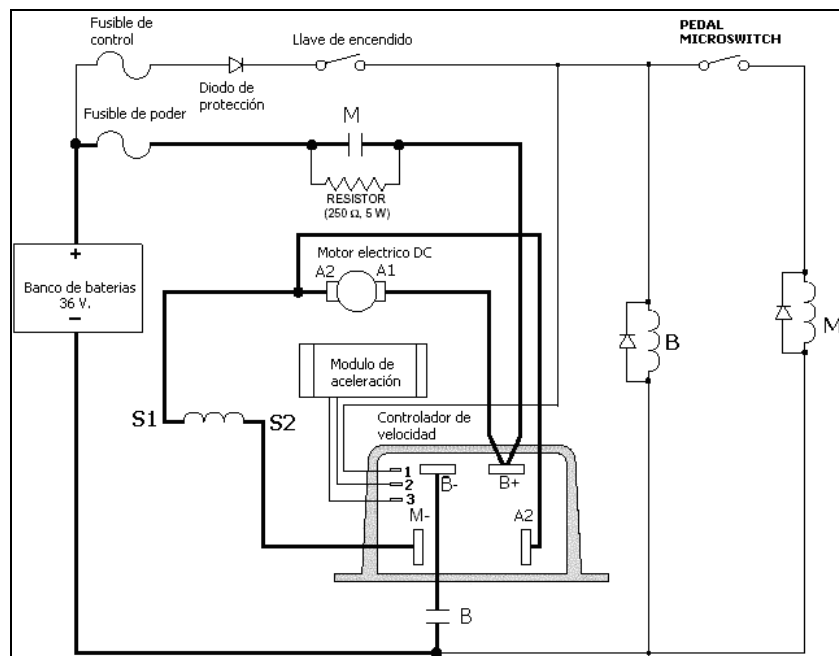 Fusible de
control
Llave de encendido
PEDAL
MICROSWITCH
Diodo de
protección
Fusible de poder
M
RESISTOR
(250 Ω, 5 W)
+
Banco de baterias
36 V.
−
Motor electrico DC
A2
A1
B
M
Modulo de
aceleración
S1
S2
Controlador de
velocidad
1
2
3
B-
B+
M-
A2
B